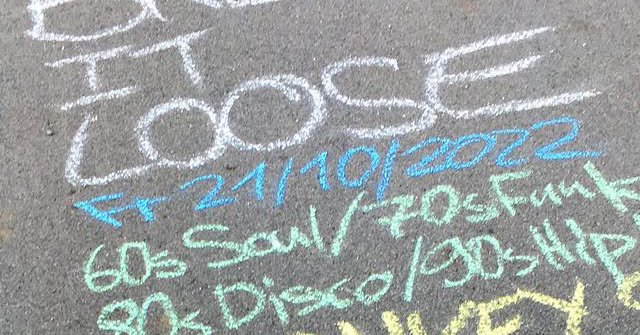 IT
LOOSE
Fr 21/10/2022
60s Soul/70s Funk
80s Disco/90s HIP